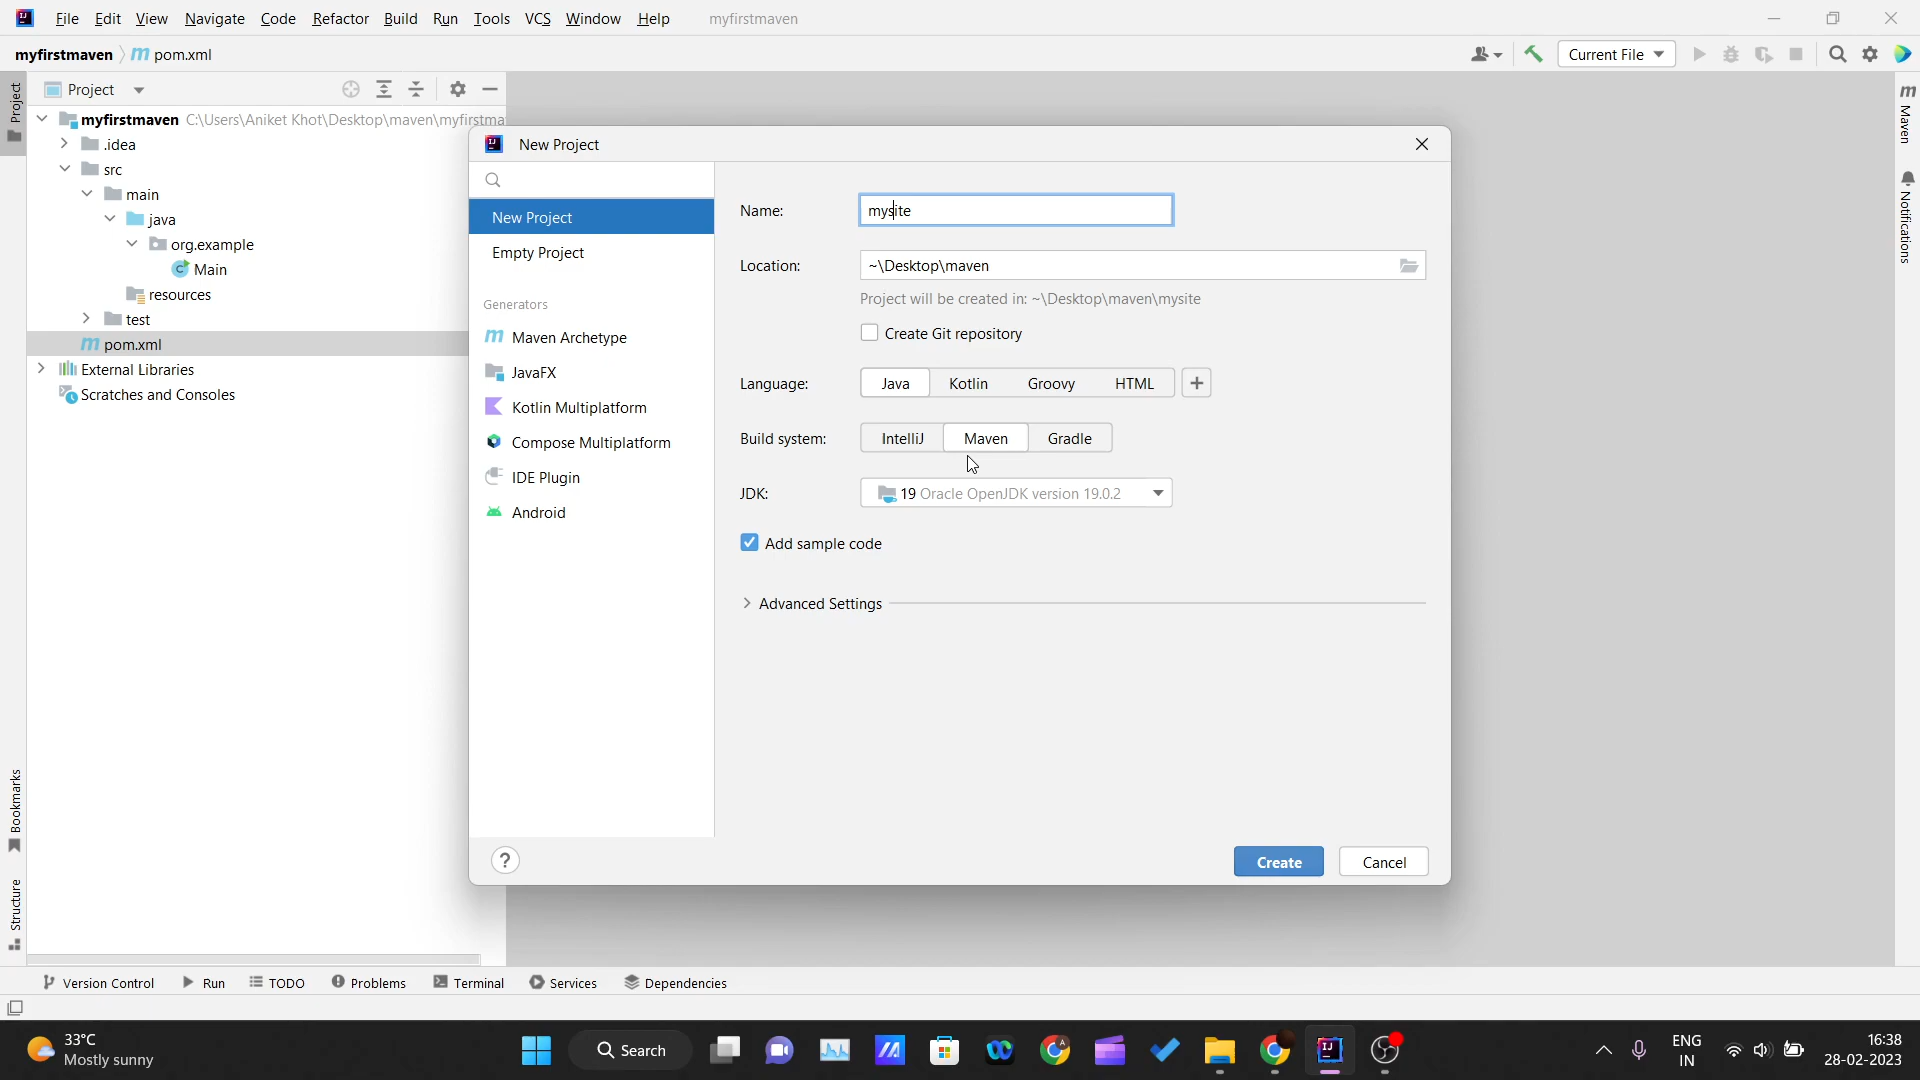 File Edit View Navigate Code Refactor Build Run Tools VCS Window Help myfirstmaven
myfirstmaven pom.xml
Current File
Project
Project
myfirstmaven C:\Users\Aniket Khot\Desktop\maven\myfirstma
.idea
src
main
java
org.example
Main
resources
test
pom.xml
External Libraries
Scratches and Consoles
New Project
New Project
Empty Project
Generators
Maven Archetype
JavaFX
Kotlin Multiplatform
Compose Multiplatform
IDE Plugin
Android
Name: mysite
Location: ~\Desktop\maven
Project will be created in: ~\Desktop\maven\mysite
Create Git repository
Language: Java Kotlin Groovy HTML +
Build system: IntelliJ Maven Gradle
JDK: 19 Oracle OpenJDK version 19.0.2
Add sample code
Advanced Settings
? Create Cancel
Maven
Notifications
Bookmarks
Structure
Version Control Run TODO Problems Terminal Services Dependencies
33°C
Mostly sunny
Search
ENG
IN
16:38
28-02-2023